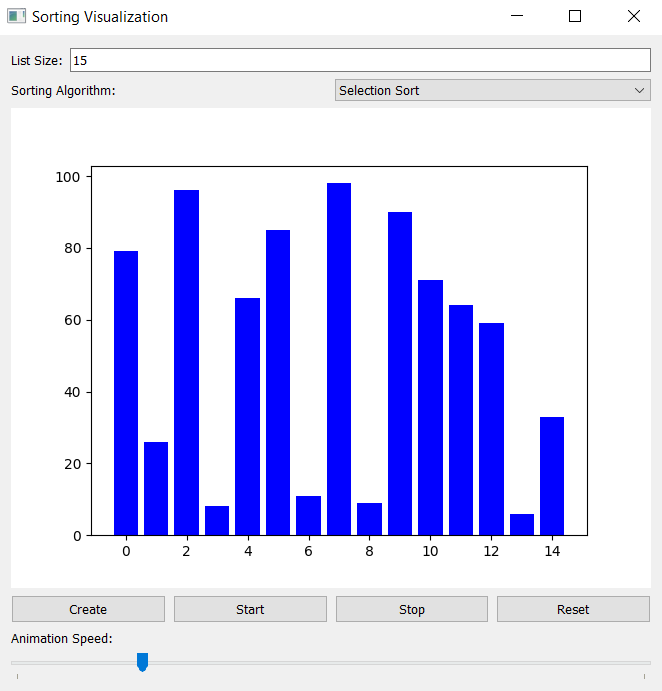 Sorting Visualization
List Size: 15
Sorting Algorithm: Selection Sort
100
80
60
40
20
0
0 2 4 6 8 10 12 14
Create Start Stop Reset
Animation Speed: